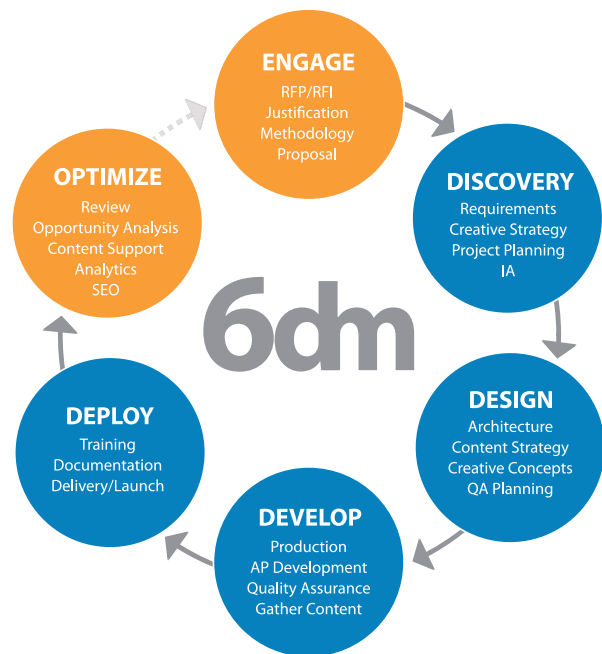 ENGAGE
RFP/RFI
Justification
Methodology
Proposal
DISCOVERY
Requirements
Creative Strategy
Project Planning
IA
DESIGN
Architecture
Content Strategy
Creative Concepts
QA Planning
DEVELOP
Production
AP Development
Quality Assurance
Gather Content
DEPLOY
Training
Documentation
Delivery/Launch
OPTIMIZE
Review
Opportunity Analysis
Content Support
Analytics
SEO
6dm